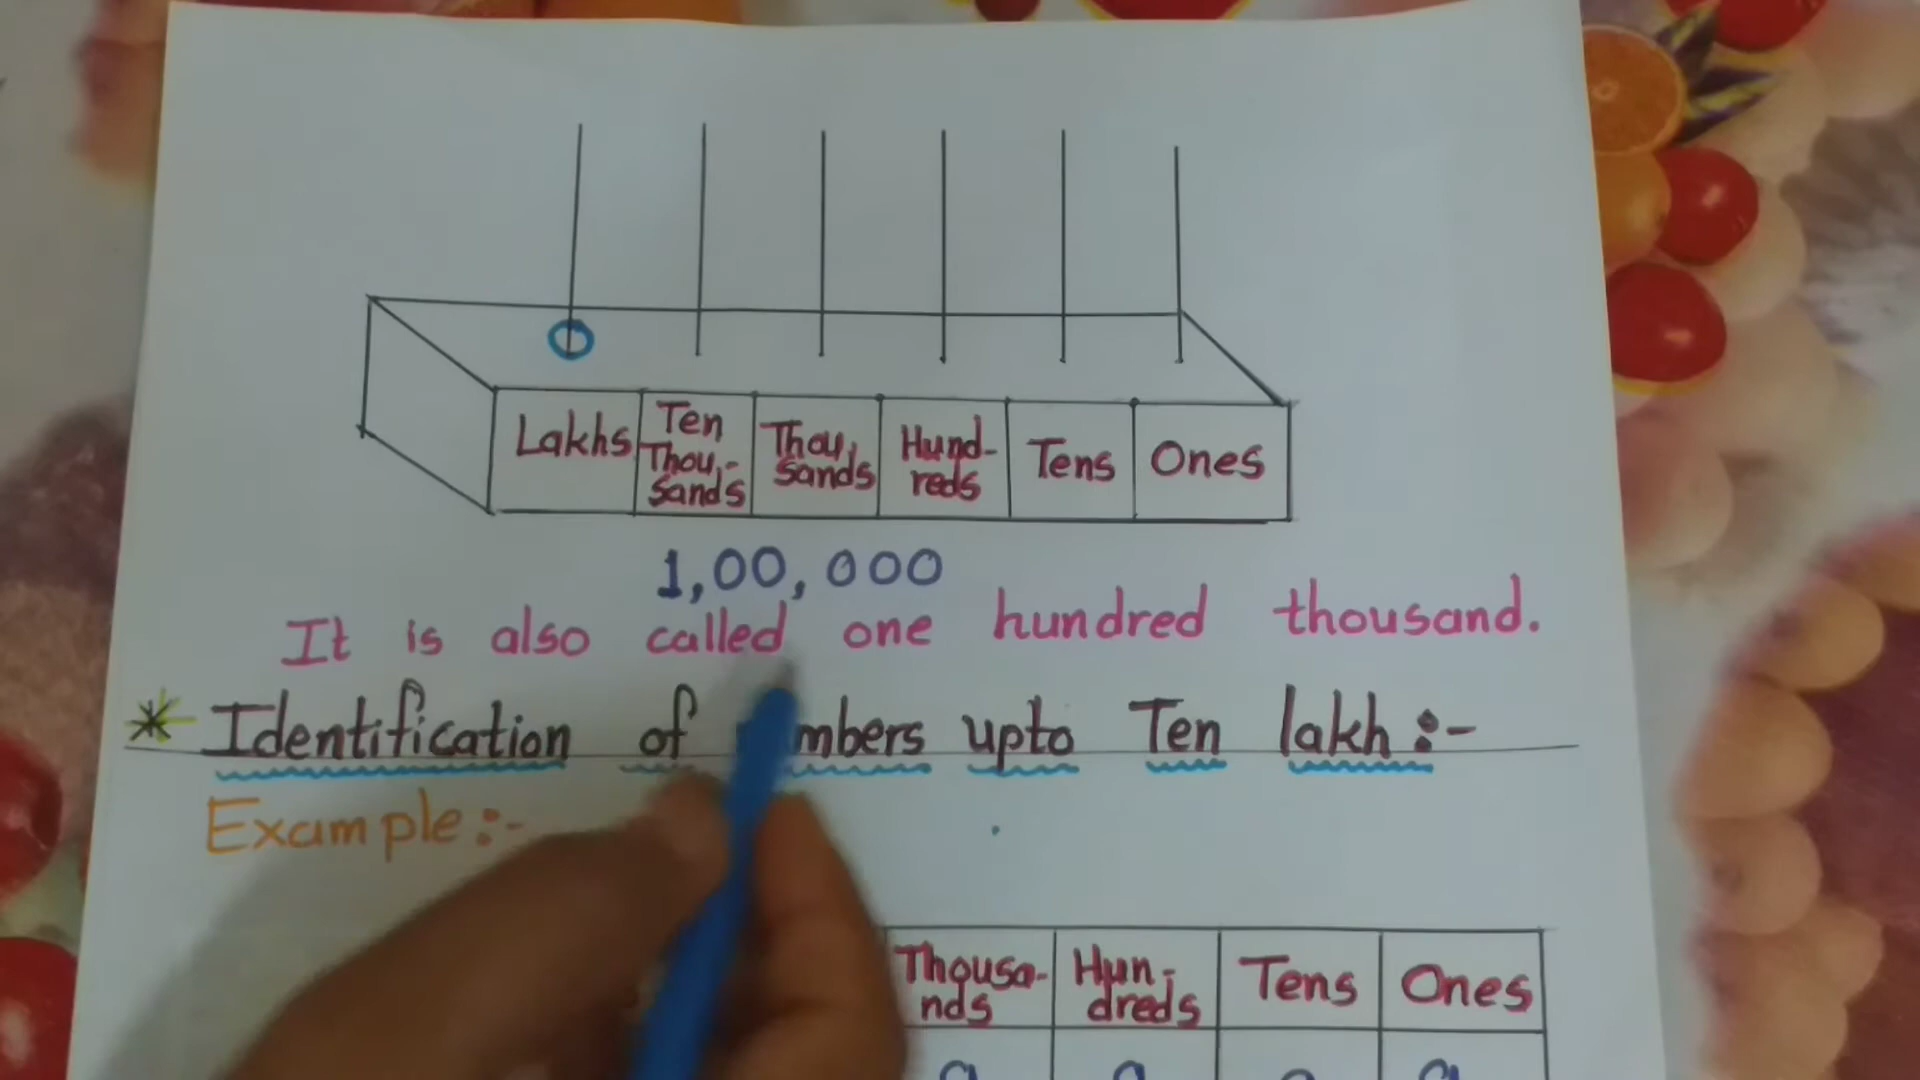 Lakhs Ten Thou-sands Thou,sands Hund-reds Tens Ones
1,00,000
It is also called one hundred thousand.
* Identification of upto Ten lakh:-
Example:-
Thousa-nds Hun-dreds Tens Ones